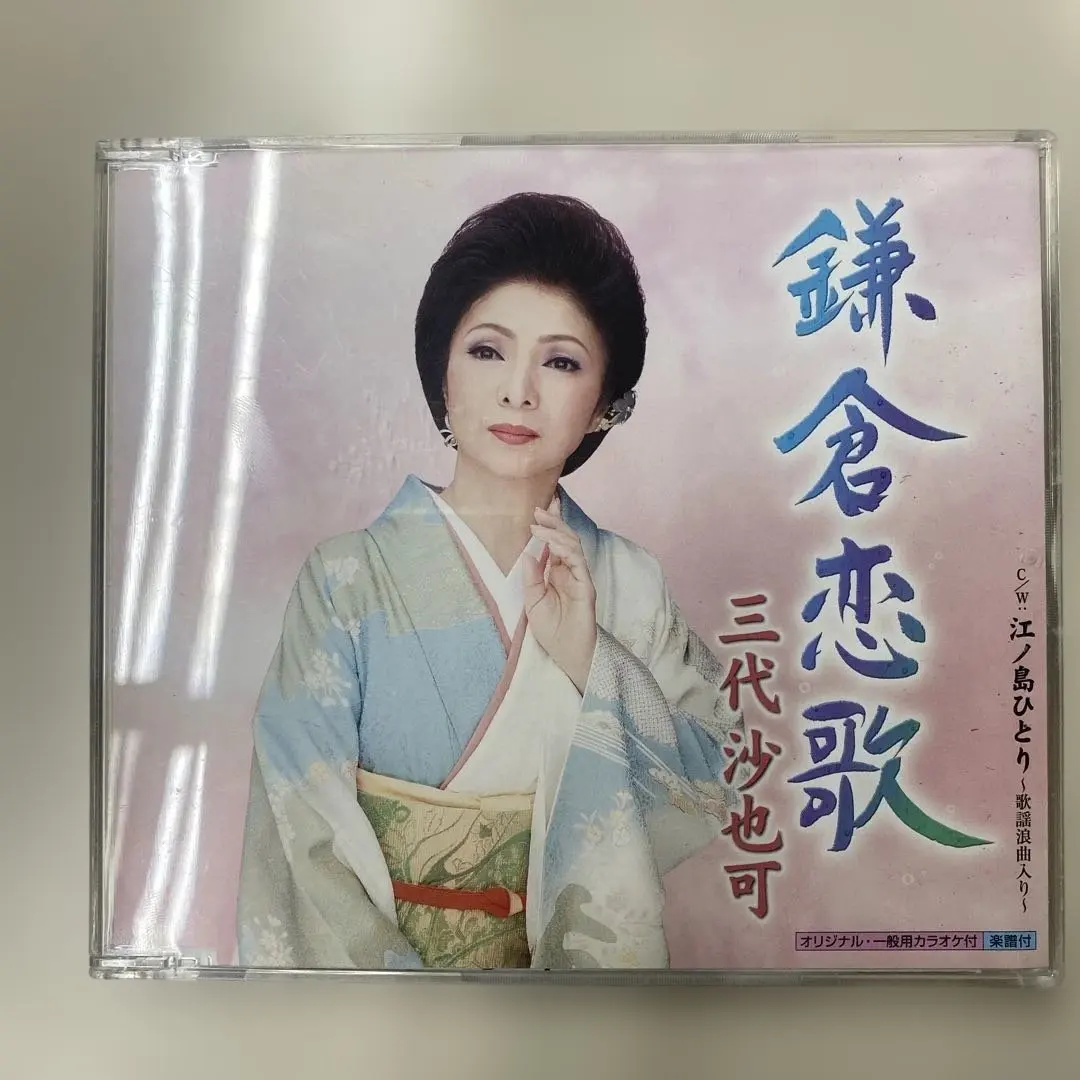 鎌倉恋歌
三代 沙也可
C/W:江ノ島ひとり~歌謡浪曲入り~
オリジナル・一般用カラオケ付 楽譜付